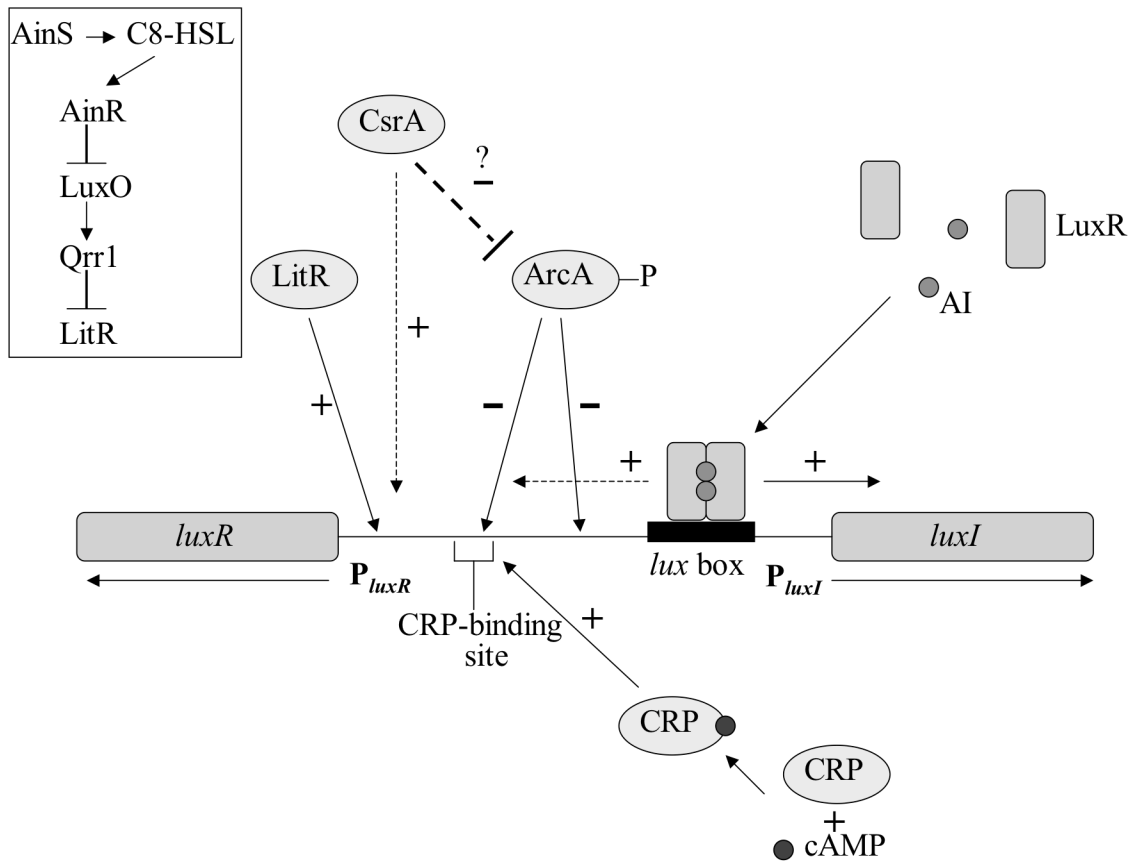 AinS → C8-HSL
AinR
LuxO
Qrr1
LitR
CsrA
?
–
LitR
ArcA
P
LuxR
AI
+
+
–
–
+
+
luxR
luxI
lux box
PluxR
PluxI
CRP-binding
site
+
CRP
CRP
+
cAMP